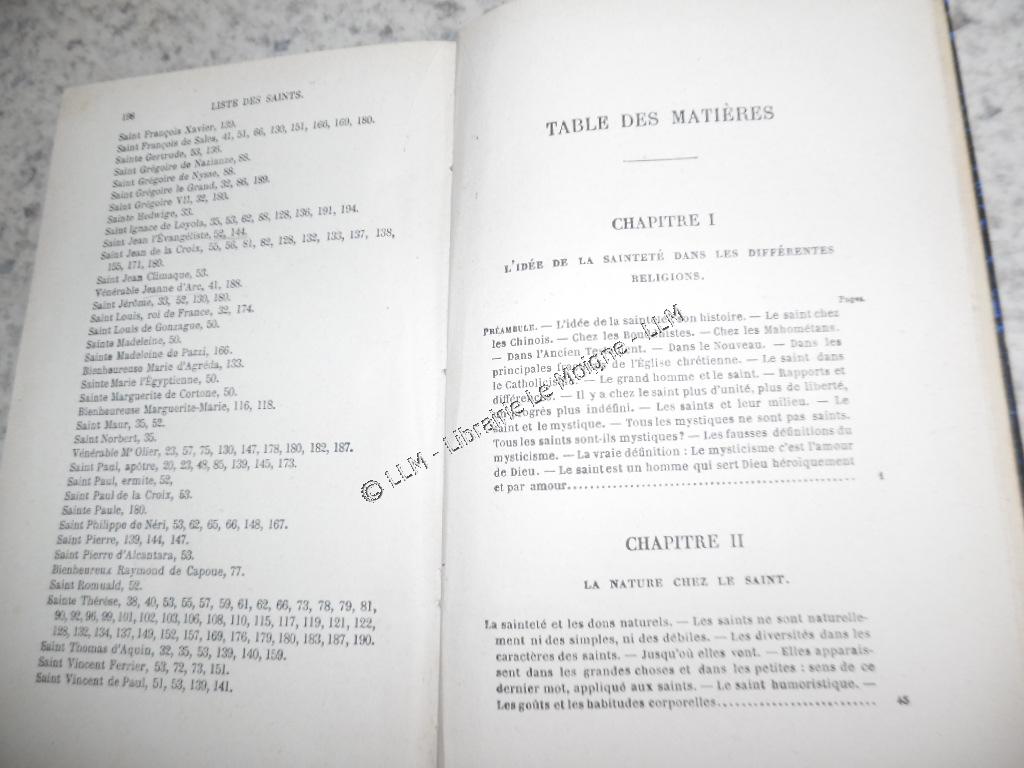 198
LISTE DES SAINTS.
Saint François Xavier, 139.
Saint François de Sales, 41, 51, 66, 130, 151, 166, 169, 180.
Sainte Gertrude, 53, 136.
Saint Grégoire de Nazianze, 88.
Saint Grégoire de Nysse, 88.
Saint Grégoire le Grand, 32, 86, 189.
Saint Grégoire VII, 32, 180.
Sainte Hedwige, 33.
Saint Ignace de Loyola, 35, 53, 62, 88, 128, 136, 191, 194.
Saint Jean l'Évangéliste, 52, 144.
Saint Jean de la Croix, 55, 56, 81, 82, 128, 132, 133, 137, 138,
155, 171, 180.
Saint Jean Climaque, 53.
Vénérable Jeanne d'Arc, 41, 188.
Saint Jérôme, 33, 52, 130, 180.
Saint Louis, roi de France, 32, 174.
Saint Louis de Gonzague, 50.
Sainte Madeleine, 50.
Sainte Madeleine de Pazzi, 166.
Bienheureuse Marie d'Agréda, 133.
Sainte Marie l'Égyptienne, 50.
Sainte Marguerite de Cortone, 50.
Bienheureuse Marguerite-Marie, 116, 118.
Saint Maur, 35, 52.
Saint Norbert, 35.
Vénérable Mr Olier, 23, 57, 75, 130, 147, 178, 180, 182, 187.
Saint Paul, apôtre, 20, 23, 48, 85, 139, 145, 173.
Saint Paul, ermite, 52,
Saint Paul de la Croix, 53.
Sainte Paule, 180.
Saint Philippe de Néri, 53, 62, 65, 66, 148, 167.
Saint Pierre, 139, 144, 147.
Saint Pierre d'Alcantara, 53.
Bienheureux Raymond de Capoue, 77.
Saint Romuald, 52.
Sainte Thérèse, 38, 40, 53, 55, 57, 59, 61, 62, 66, 73, 78, 79, 81,
90, 92, 96, 99, 101, 102, 103, 106, 108, 110, 115, 117, 119, 121, 122,
128, 132, 134, 137, 149, 152, 157, 169, 176, 179, 180, 183, 187, 190.
Saint Thomas d'Aquin, 32, 35, 53, 139, 140, 159.
Saint Vincent Ferrier, 53, 72, 73, 151.
Saint Vincent de Paul, 51, 53, 139, 141.
TABLE DES MATIÈRES
CHAPITRE I
L'IDÉE DE LA SAINTETÉ DANS LES DIFFÉRENTES
RELIGIONS.
Pages.
PRÉAMBULE. — L'idée de la sainteté, son histoire. — Le saint chez
les Chinois. — Chez les Bouddhistes. — Chez les Mahométans.
— Dans l'Ancien Testament. — Dans le Nouveau. — Dans les
principales de l'Église chrétienne. — Le saint dans
le Catholicisme. — Le grand homme et le saint. — Rapports et
différences. — Il y a chez le saint plus d'unité, plus de liberté,
progrès plus indéfini. — Les saints et leur milieu. — Le
saint et le mystique. — Tous les mystiques ne sont pas saints.
Tous les saints sont-ils mystiques? — Les fausses définitions du
mysticisme. — La vraie définition : Le mysticisme c'est l'amour
de Dieu. — Le saint est un homme qui sert Dieu héroïquement
et par amour........ 1
CHAPITRE II
LA NATURE CHEZ LE SAINT.
La sainteté et les dons naturels. — Les saints ne sont naturelle-
ment ni des simples, ni des débiles. — Les diversités dans les
caractères des saints. — Jusqu'où elles vont. — Elles apparais-
sent dans les grandes choses et dans les petites : sens de ce
dernier mot, appliqué aux saints. — Le saint humoristique. —
Les goûts et les habitudes corporelles........ 45
© LLM - Librairie Le Moigne - LLM